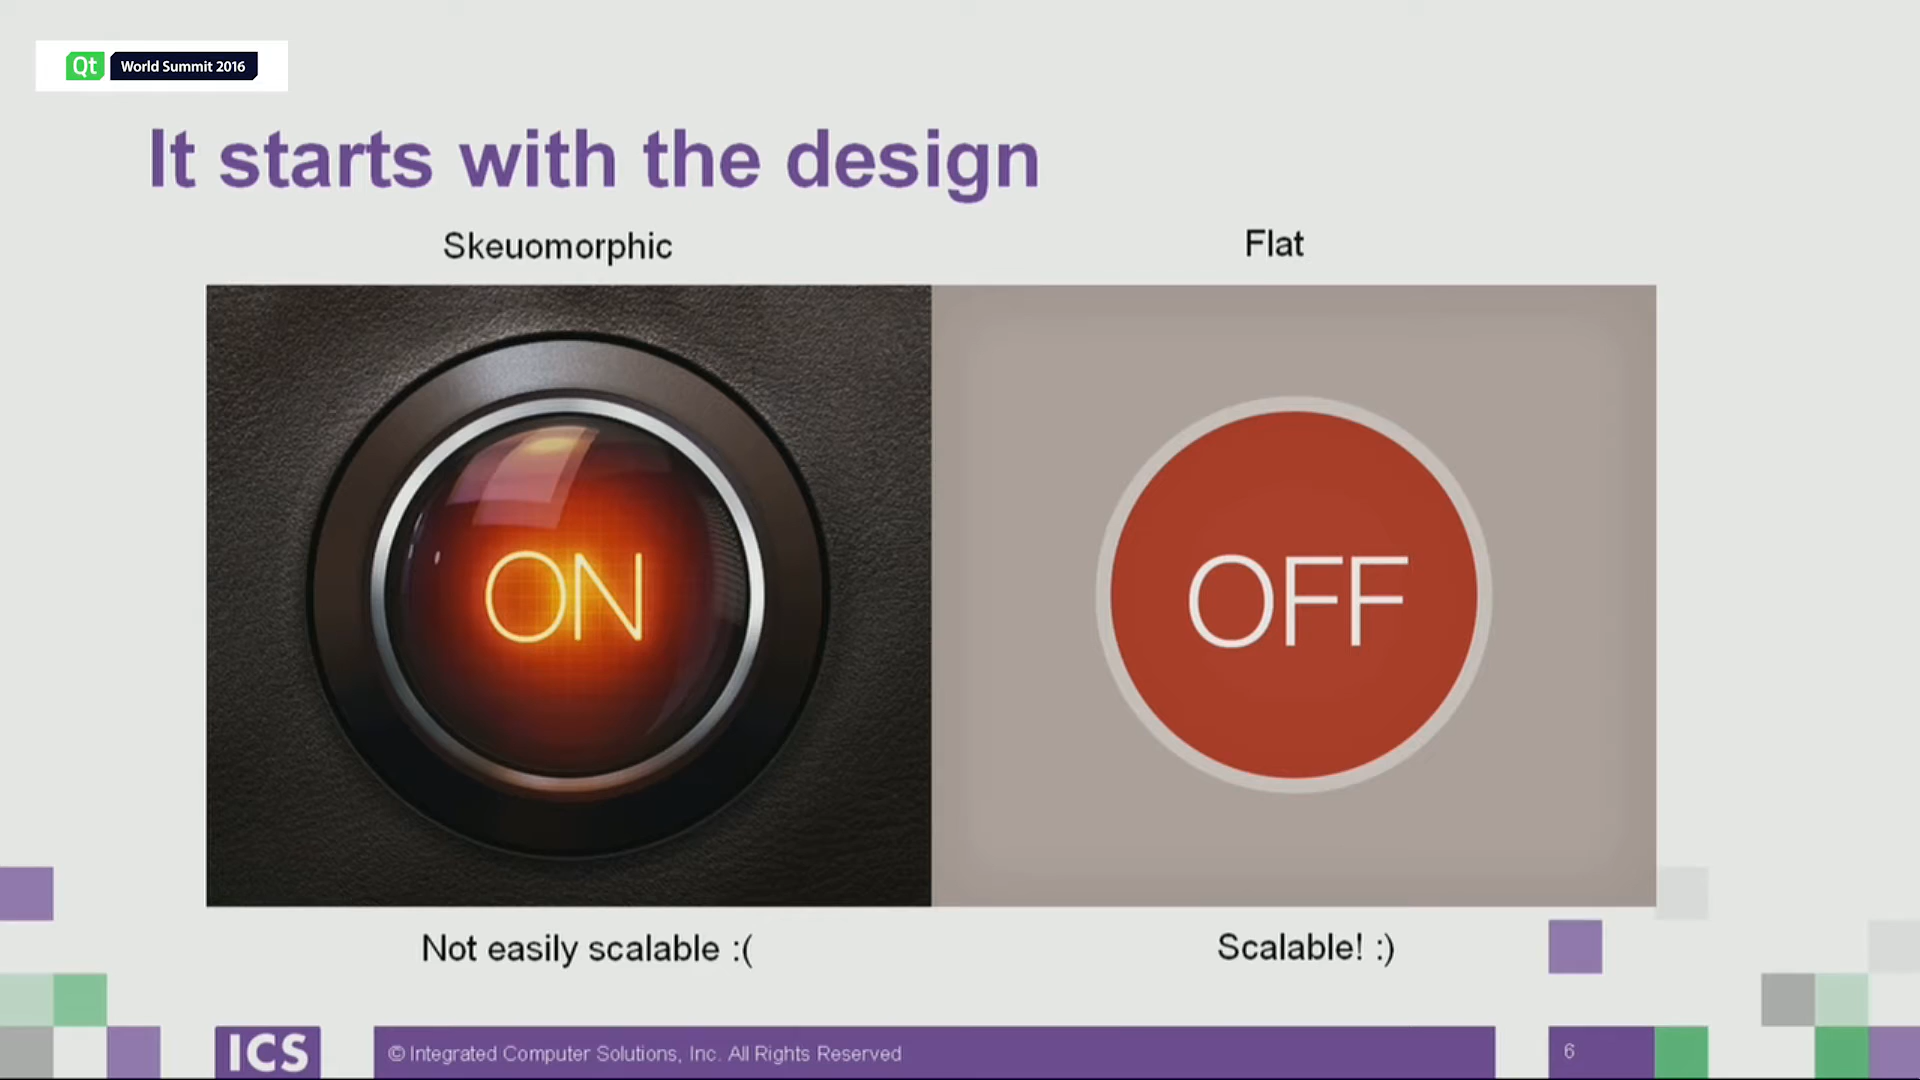 Qt World Summit 2016
It starts with the design
Skeuomorphic
Flat
ON
OFF
Not easily scalable :(
Scalable! :)
ICS
© Integrated Computer Solutions, Inc. All Rights Reserved
6